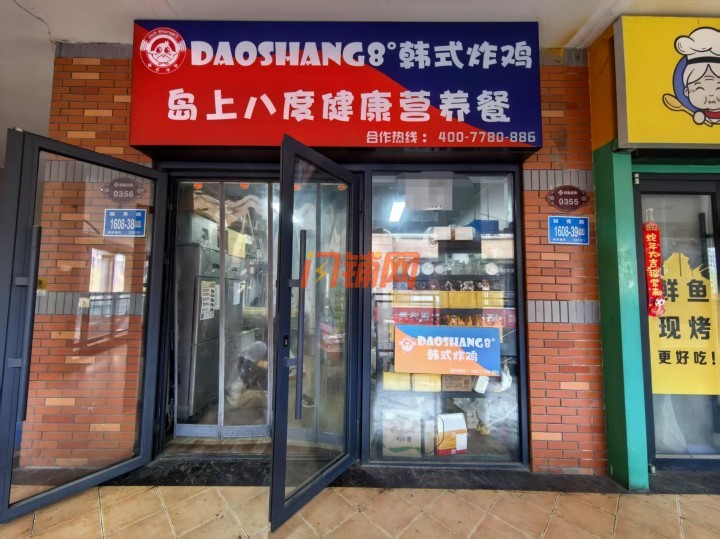 DAOSHANG8°韩式炸鸡
岛上八度健康营养餐
合作热线：400-7780-886
0356
1608-38
0355
1608-39
闪铺网
DAOSHANG8°
韩式炸鸡
鲜鱼
现烤
更好吃！